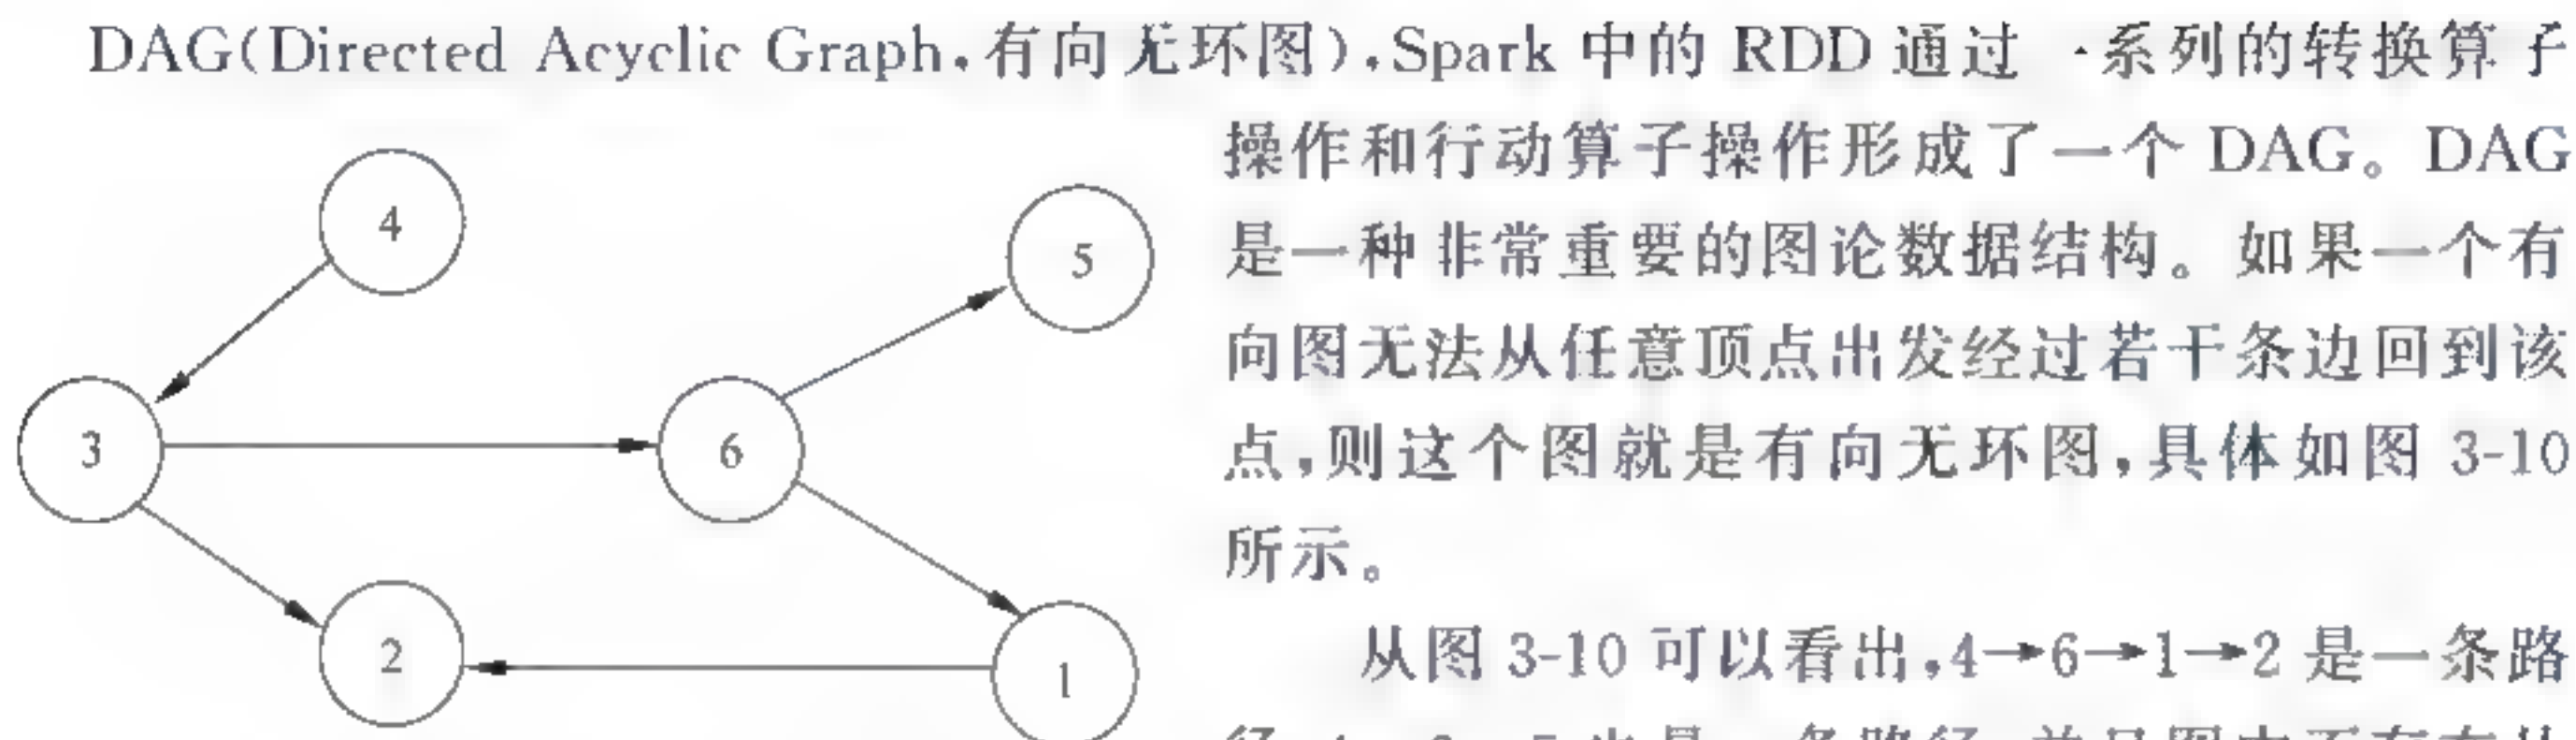 DAG(Directed Acyclic Graph,有向无环图),Spark 中的 RDD 通过 系列的转换算子
操作和行动算子操作形成了一个 DAG。DAG
是一种非常重要的图论数据结构。如果一个有
向图无法从任意顶点出发经过若干条边回到该
点,则这个图就是有向无环图,具体如图 3-10
所示。
从图 3-10 可以看出,4→6→1→2 是一条路
4
5
3
6
2
1